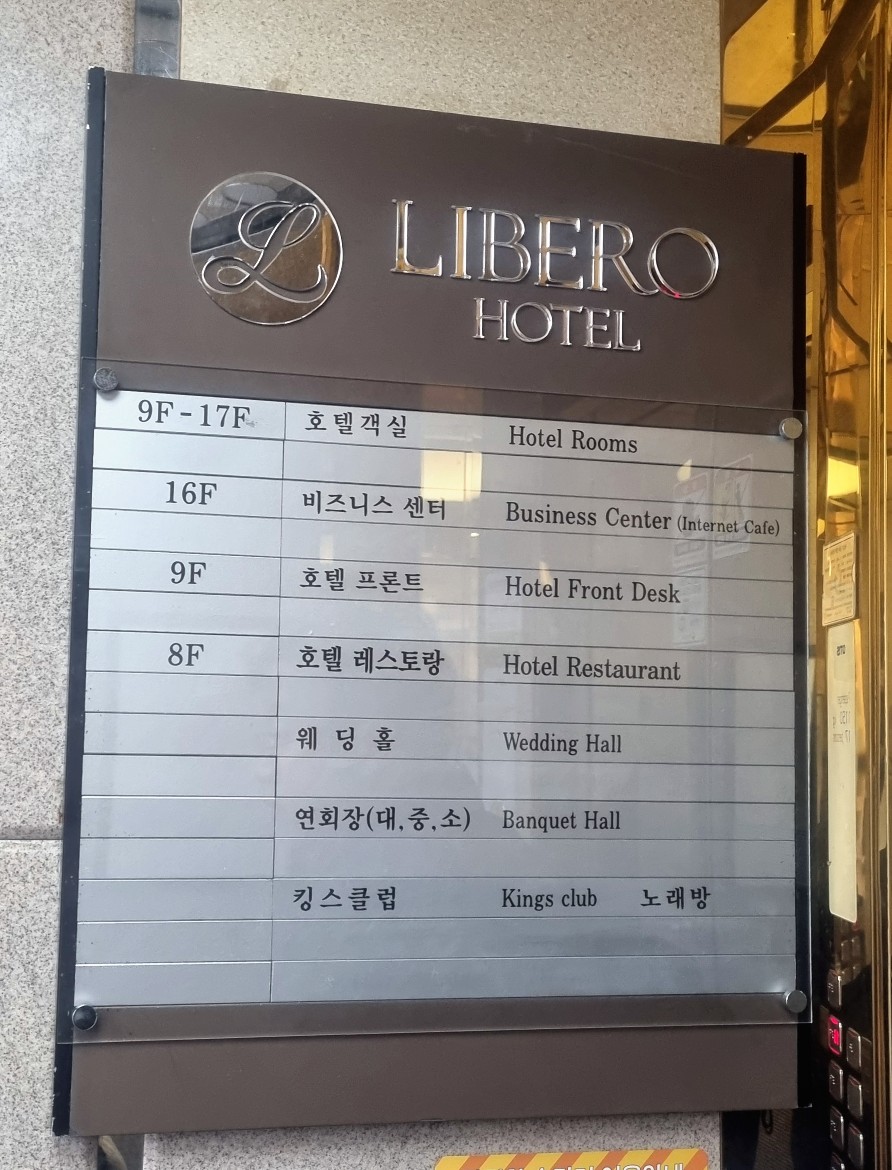 L
LIBERO
HOTEL
9F - 17F 호텔객실 Hotel Rooms
16F 비즈니스 센터 Business Center (Internet Cafe)
9F 호텔 프론트 Hotel Front Desk
8F 호텔 레스토랑 Hotel Restaurant
웨 딩 홀 Wedding Hall
연회장(대,중,소) Banquet Hall
킹스클럽 Kings club 노래방